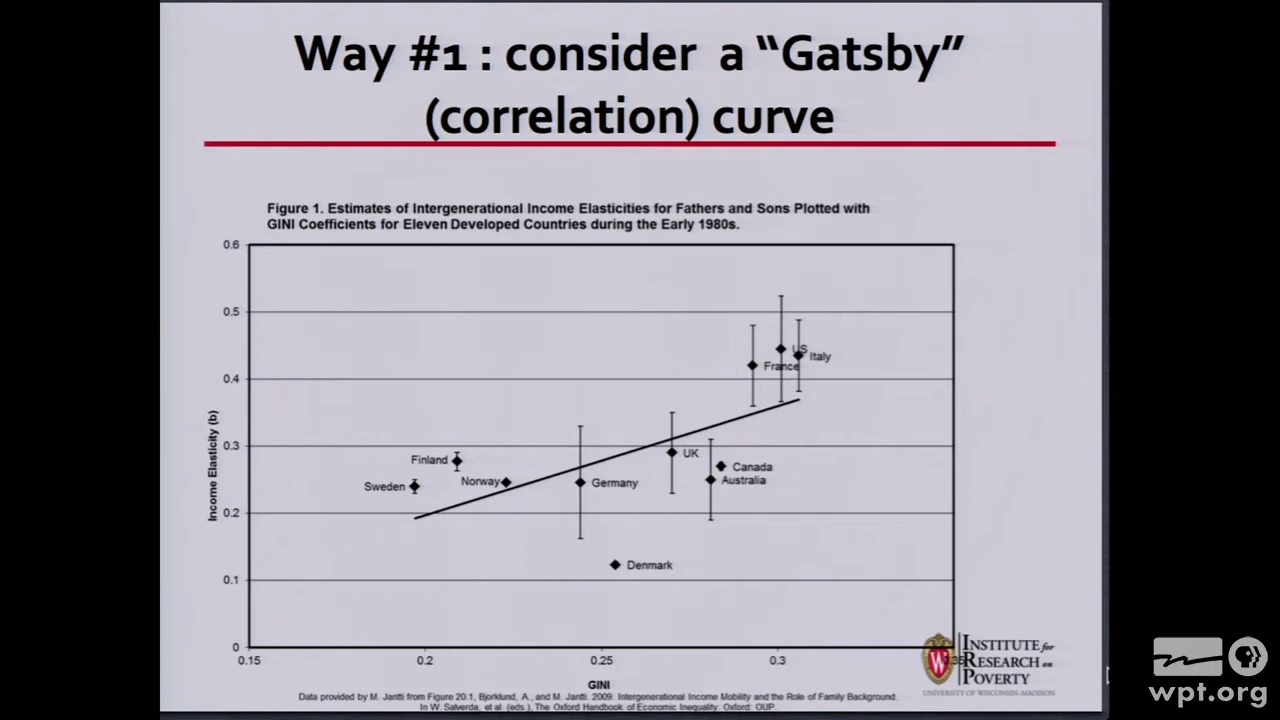 Way #1 : consider a “Gatsby”
(correlation) curve
Figure 1. Estimates of Intergenerational Income Elasticities for Fathers and Sons Plotted with
GINI Coefficients for Eleven Developed Countries during the Early 1980s.
0.6
0.5
0.4
0.3
0.2
0.1
0
Income Elasticity (b)
US
Italy
France
Finland
UK
Sweden
Norway
Germany
Canada
Australia
Denmark
0.15
0.2
0.25
0.3
GINI
Data provided by M. Jantti from Figure 20.1, Bjorklund, A., and M. Jantti. 2009. Intergenerational Income Mobility and the Role of Family Background.
In W. Salverda, et al. (eds.), The Oxford Handbook of Economic Inequality. Oxford: OUP.
W
INSTITUTE for
RESEARCH on
POVERTY
UNIVERSITY OF WISCONSIN-MADISON
PBS
wpt.org